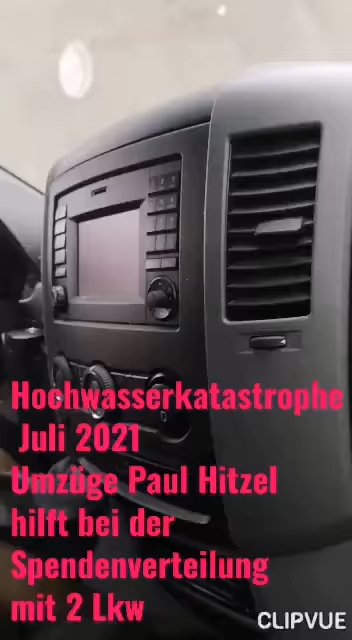 Hochwasserkatastrophe
Juli 2021
Umzüge Paul Hitzel
hilft bei der
Spendenverteilung
mit 2 Lkw
CLIPVUE